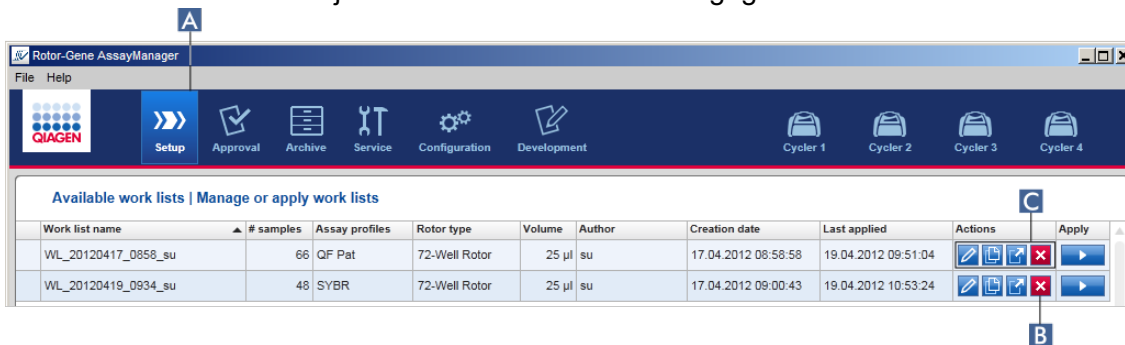 A
Rotor-Gene AssayManager
File Help
QIAGEN
Setup Approval Archive Service Configuration Development Cycler 1 Cycler 2 Cycler 3 Cycler 4
Available work lists | Manage or apply work lists
C
Work list name # samples Assay profiles Rotor type Volume Author Creation date Last applied Actions Apply
WL_20120417_0858_su 66 QF Pat 72-Well Rotor 25 µl su 17.04.2012 08:58:58 19.04.2012 09:51:04
WL_20120419_0934_su 48 SYBR 72-Well Rotor 25 µl su 17.04.2012 09:00:43 19.04.2012 10:53:24
B